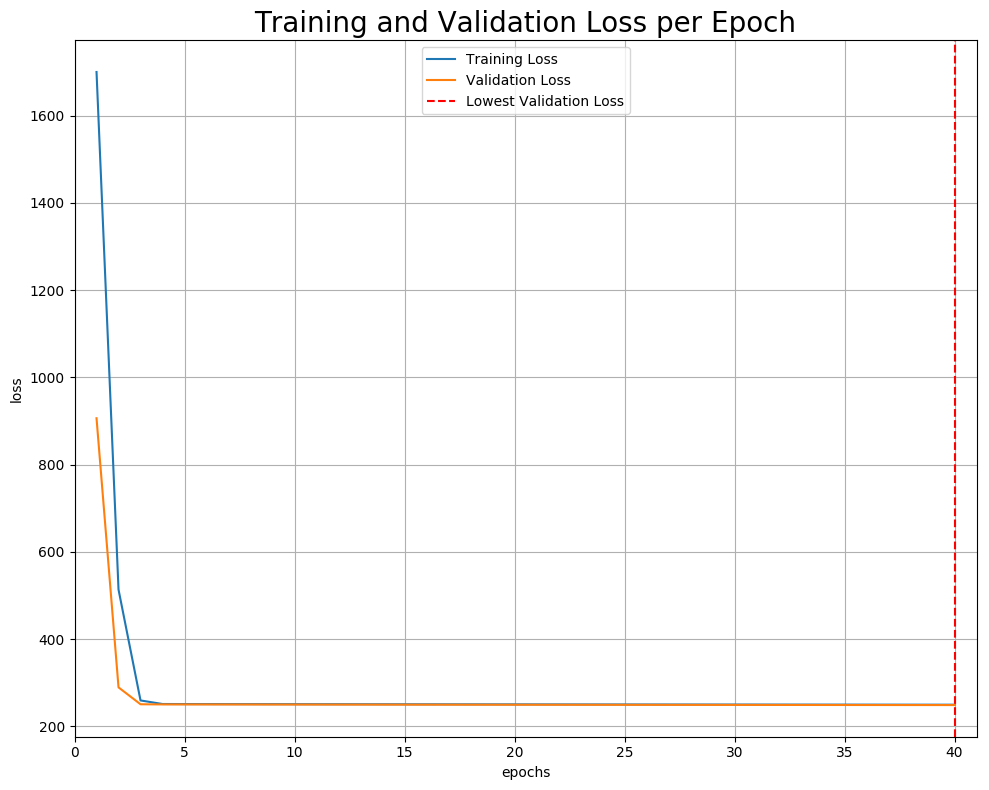 Training and Validation Loss per Epoch
Training Loss
Validation Loss
Lowest Validation Loss
1600
1400
1200
1000
800
600
400
200
loss
0 5 10 15 20 25 30 35 40
epochs